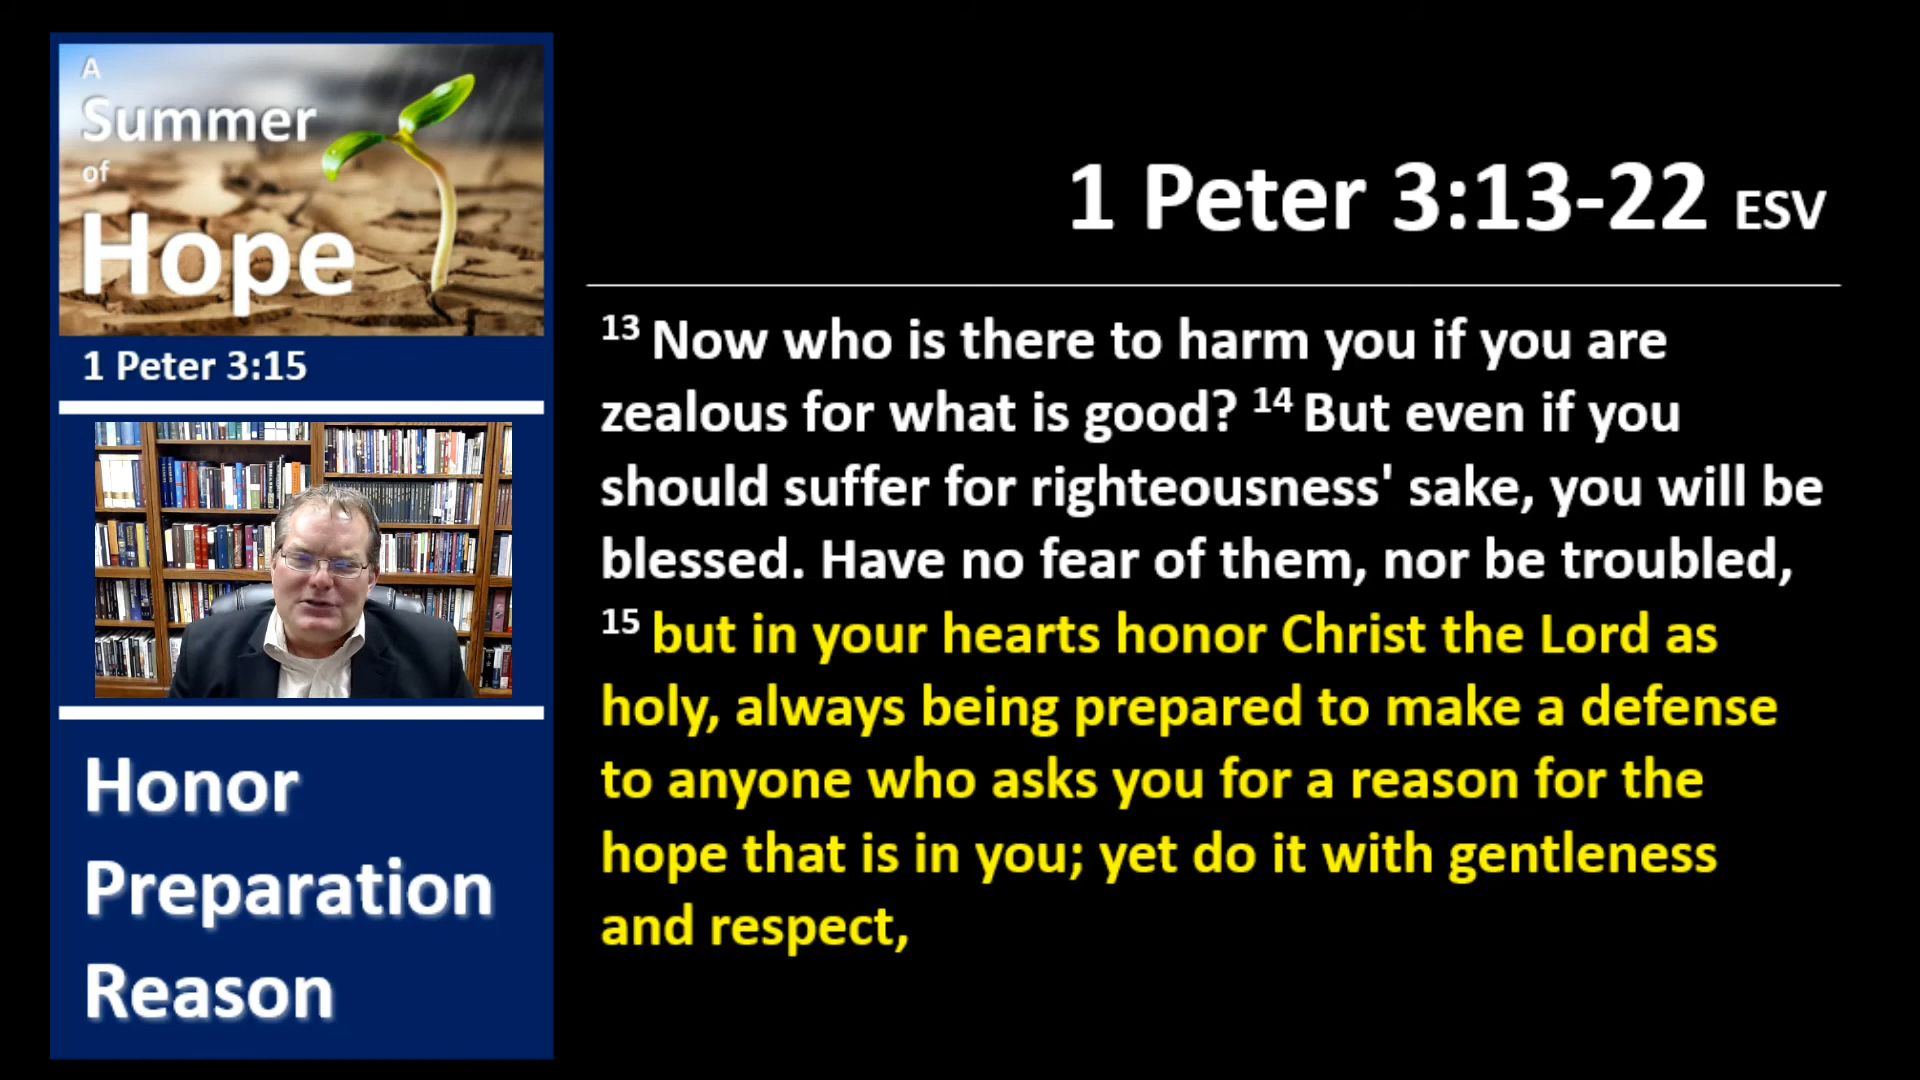 A
Summer
of
Hope
1 Peter 3:15
Honor
Preparation
Reason
1 Peter 3:13-22 ESV
13 Now who is there to harm you if you are
zealous for what is good? 14 But even if you
should suffer for righteousness' sake, you will be
blessed. Have no fear of them, nor be troubled,
15 but in your hearts honor Christ the Lord as
holy, always being prepared to make a defense
to anyone who asks you for a reason for the
hope that is in you; yet do it with gentleness
and respect,